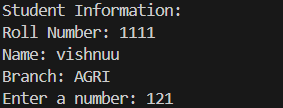 Student Information:
Roll Number: 1111
Name: vishnuu
Branch: AGRI
Enter a number: 121